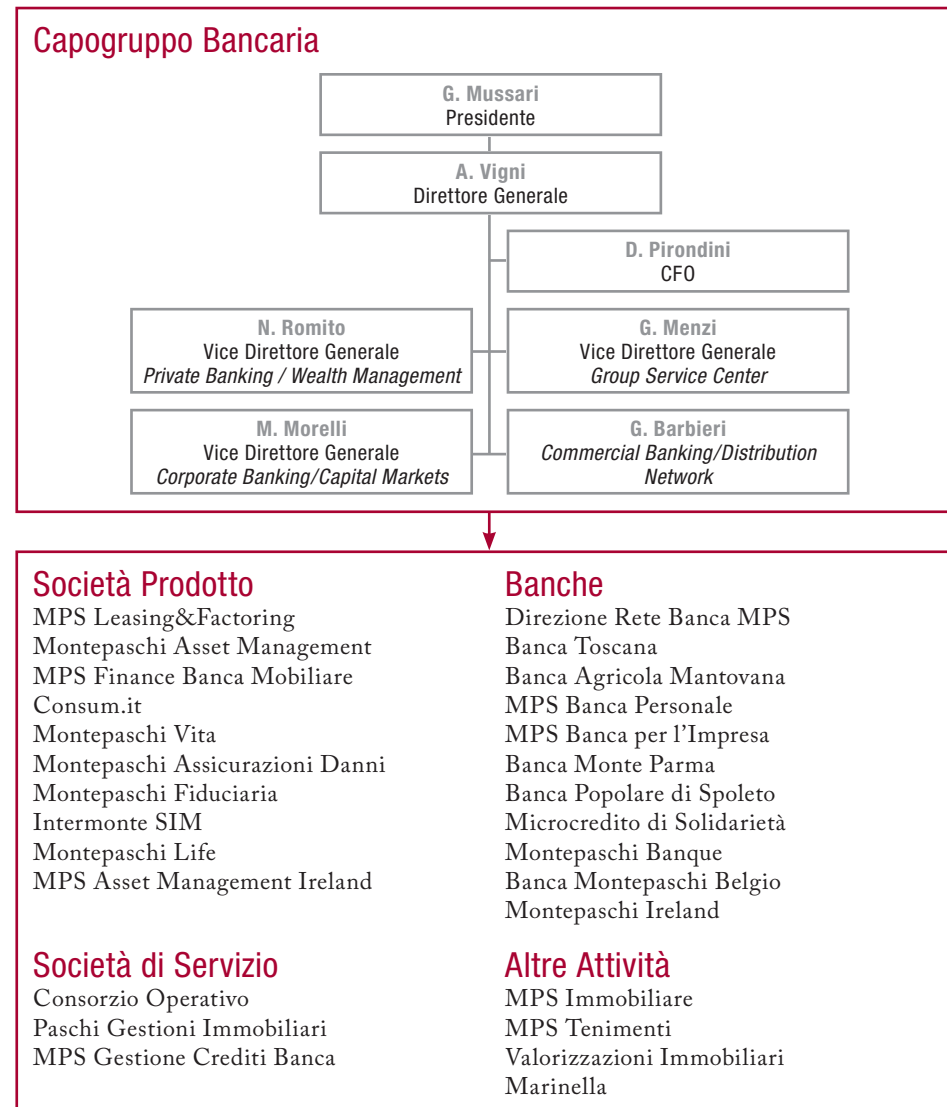 Capogruppo Bancaria
G. Mussari
Presidente
A. Vigni
Direttore Generale
D. Pirondini
CFO
N. Romito
Vice Direttore Generale
Private Banking / Wealth Management
G. Menzi
Vice Direttore Generale
Group Service Center
M. Morelli
Vice Direttore Generale
Corporate Banking/Capital Markets
G. Barbieri
Commercial Banking/Distribution
Network
Società Prodotto
MPS Leasing&Factoring
Montepaschi Asset Management
MPS Finance Banca Mobiliare
Consum.it
Montepaschi Vita
Montepaschi Assicurazioni Danni
Montepaschi Fiduciaria
Intermonte SIM
Montepaschi Life
MPS Asset Management Ireland
Banche
Direzione Rete Banca MPS
Banca Toscana
Banca Agricola Mantovana
MPS Banca Personale
MPS Banca per l'Impresa
Banca Monte Parma
Banca Popolare di Spoleto
Microcredito di Solidarietà
Montepaschi Banque
Banca Montepaschi Belgio
Montepaschi Ireland
Società di Servizio
Consorzio Operativo
Paschi Gestioni Immobiliari
MPS Gestione Crediti Banca
Altre Attività
MPS Immobiliare
MPS Tenimenti
Valorizzazioni Immobiliari
Marinella